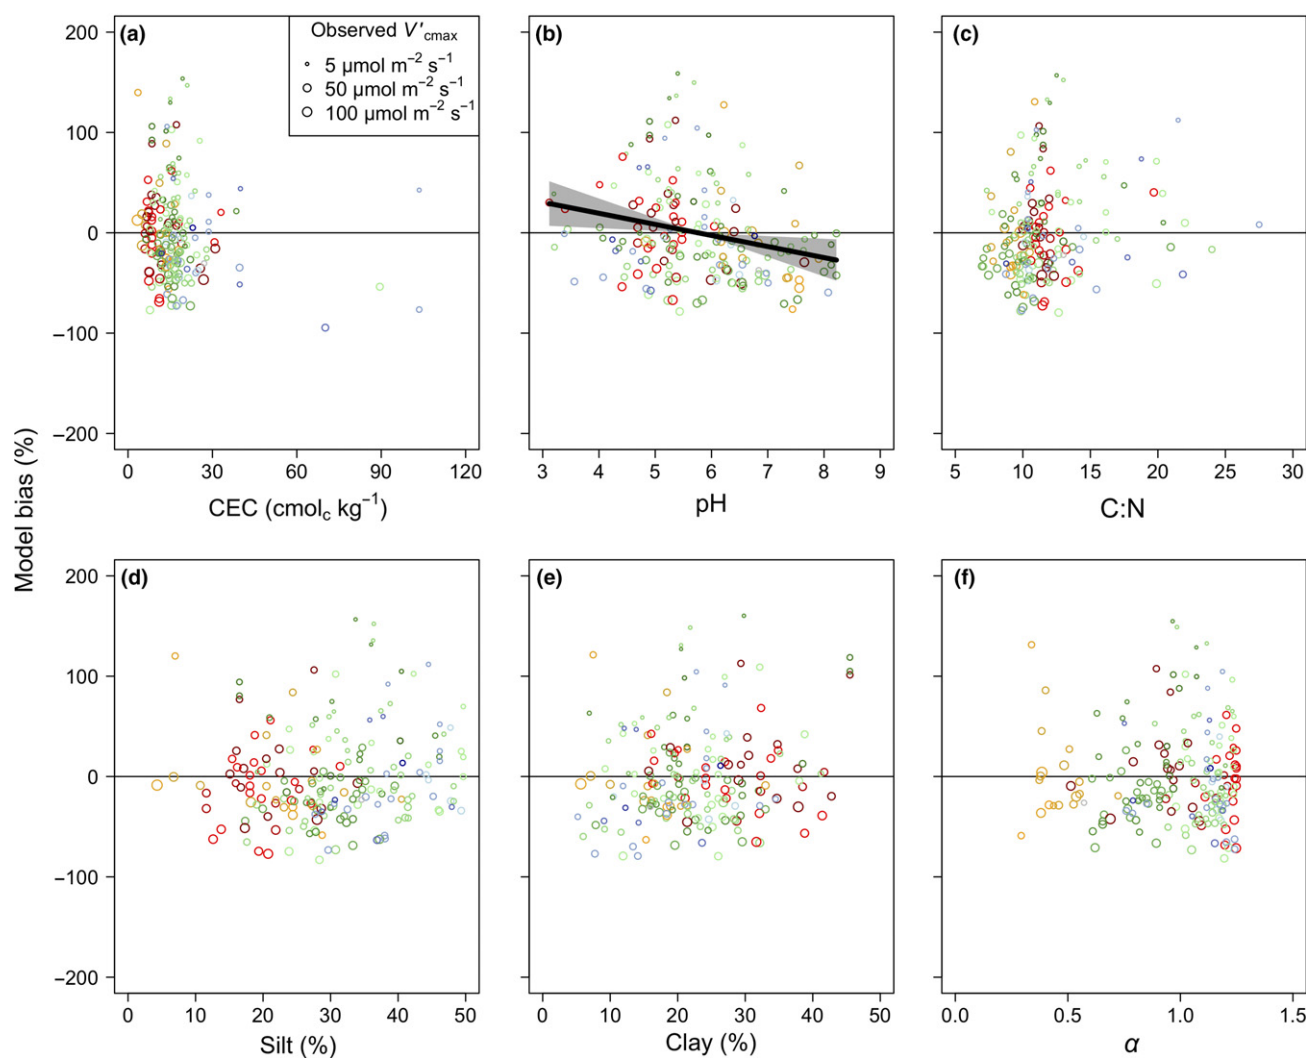 (a)
Observed V′cmax
5 µmol m−2 s−1
50 µmol m−2 s−1
100 µmol m−2 s−1
200
100
0
−100
−200
0 30 60 90 120
CEC (cmolc kg−1)
(b)
3 4 5 6 7 8 9
pH
(c)
5 10 15 20 25 30
C:N
Model bias (%)
(d)
200
100
0
−100
−200
0 10 20 30 40 50
Silt (%)
(e)
0 10 20 30 40 50
Clay (%)
(f)
0.0 0.5 1.0 1.5
α